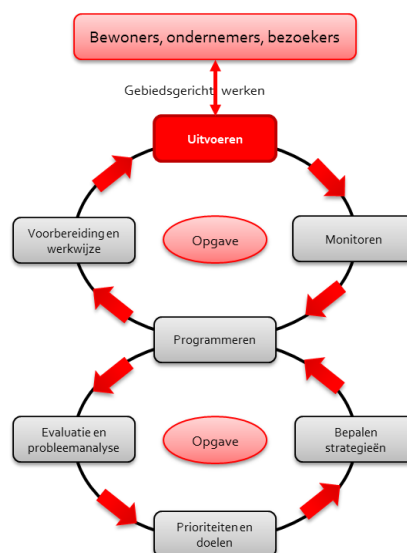 Bewoners, ondernemers, bezoekers
Gebiedsgericht werken
Uitvoeren
Voorbereiding en
werkwijze
Opgave
Monitoren
Programmeren
Evaluatie en
probleemanalyse
Opgave
Bepalen
strategieën
Prioriteiten en
doelen